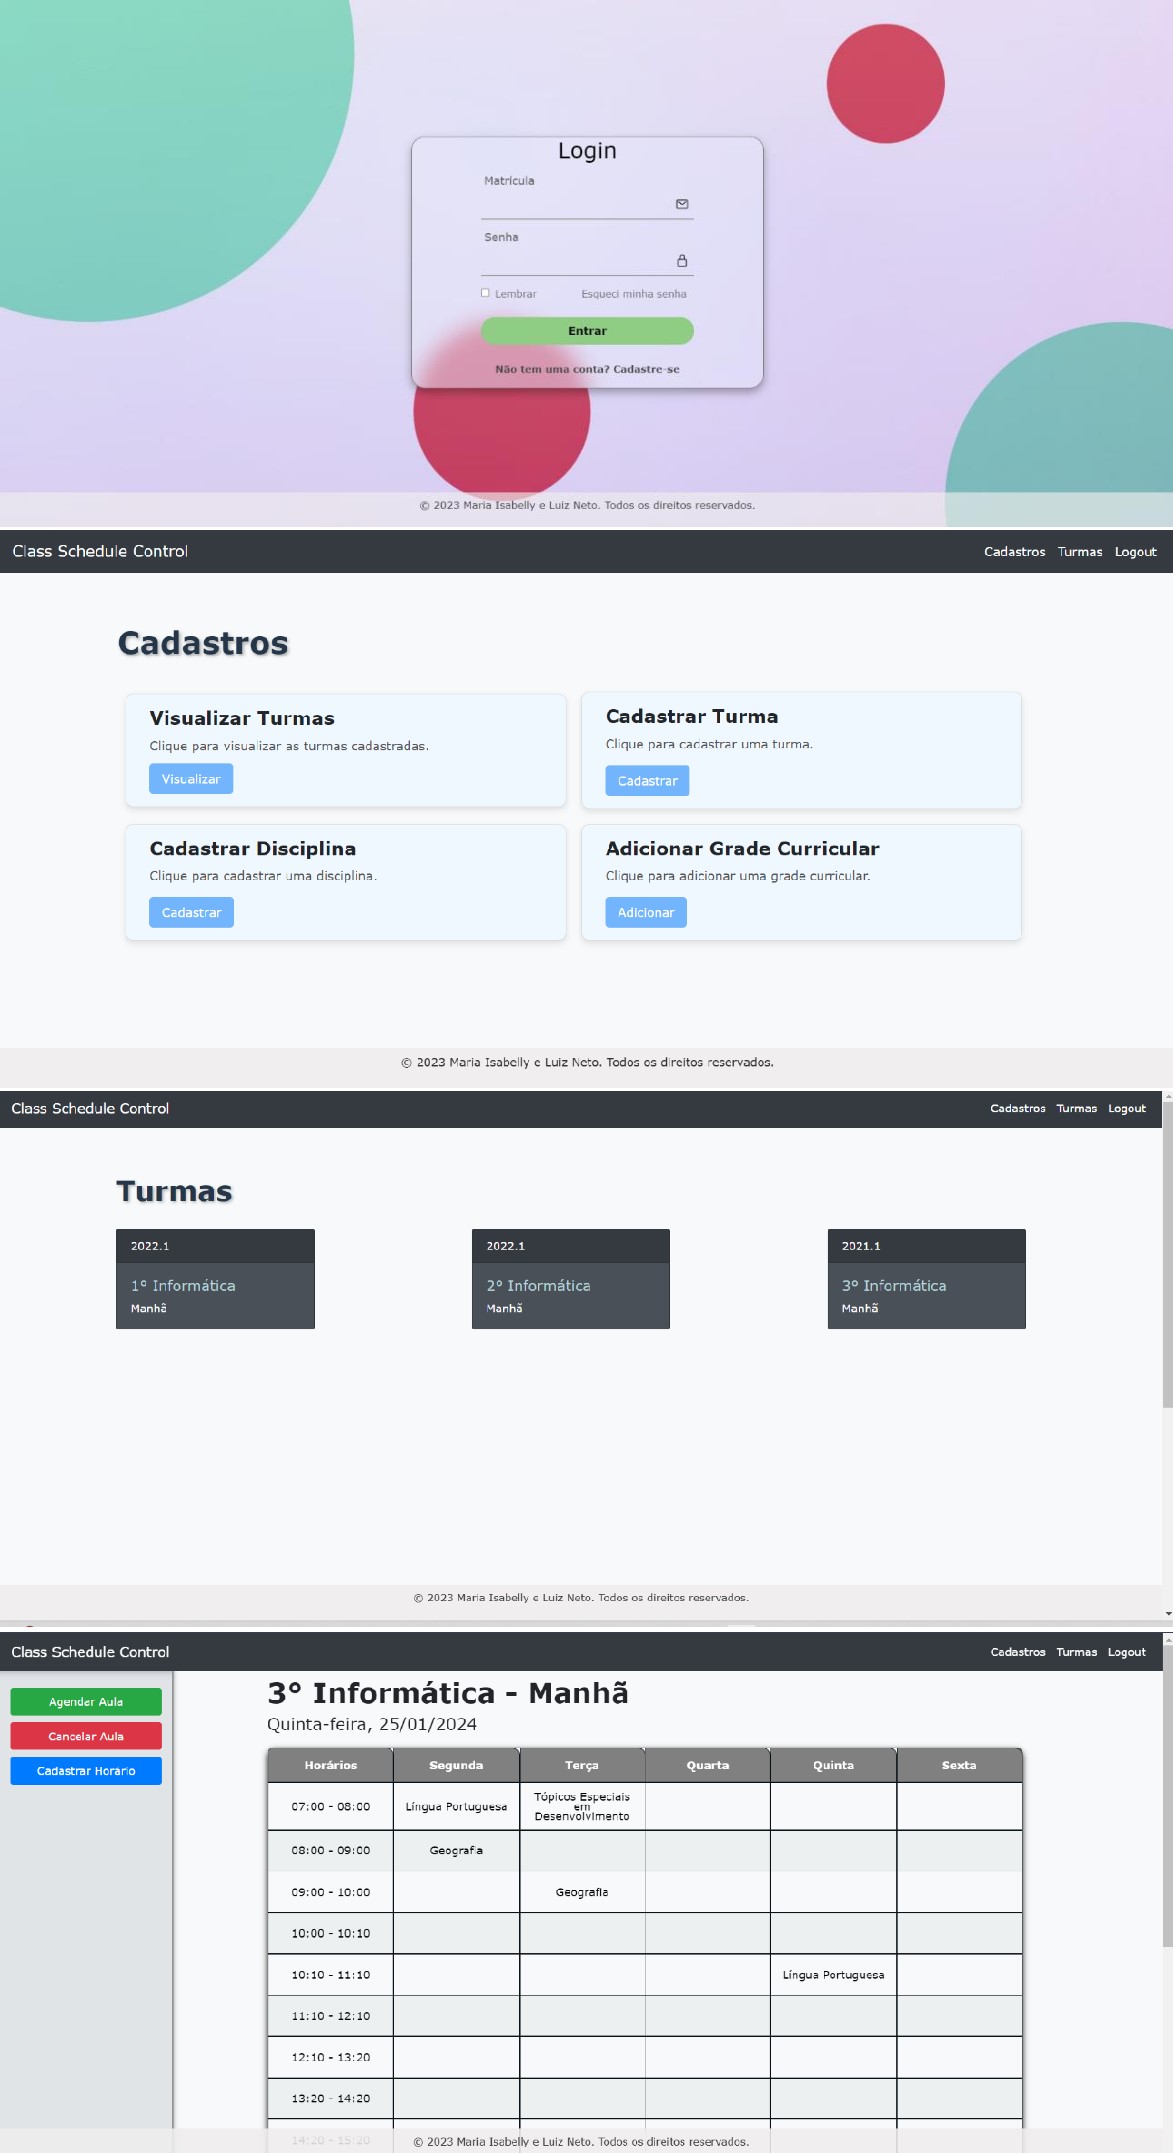 Login
Matrícula
Senha
Lembrar Esqueci minha senha
Entrar
Não tem uma conta? Cadastre-se
© 2023 Maria Isabelly e Luiz Neto. Todos os direitos reservados.
Class Schedule Control Cadastros Turmas Logout
Cadastros
Visualizar Turmas
Clique para visualizar as turmas cadastradas.
Visualizar
Cadastrar Turma
Clique para cadastrar uma turma.
Cadastrar
Cadastrar Disciplina
Clique para cadastrar uma disciplina.
Cadastrar
Adicionar Grade Curricular
Clique para adicionar uma grade curricular.
Adicionar
© 2023 Maria Isabelly e Luiz Neto. Todos os direitos reservados.
Class Schedule Control Cadastros Turmas Logout
Turmas
2022.1
1º Informática
Manhã
2022.1
2º Informática
Manhã
2021.1
3º Informática
Manhã
© 2023 Maria Isabelly e Luiz Neto. Todos os direitos reservados.
Class Schedule Control Cadastros Turmas Logout
Agendar Aula
Cancelar Aula
Cadastrar Horário
3° Informática - Manhã
Quinta-feira, 25/01/2024
Horários Segunda Terça Quarta Quinta Sexta
07:00 - 08:00 Língua Portuguesa Tópicos Especiais
em
Desenvolvimento
08:00 - 09:00 Geografia
09:00 - 10:00 Geografia
10:00 - 10:10
10:10 - 11:10 Língua Portuguesa
11:10 - 12:10
12:10 - 13:20
13:20 - 14:20
14:20 - 15:20
© 2023 Maria Isabelly e Luiz Neto. Todos os direitos reservados.